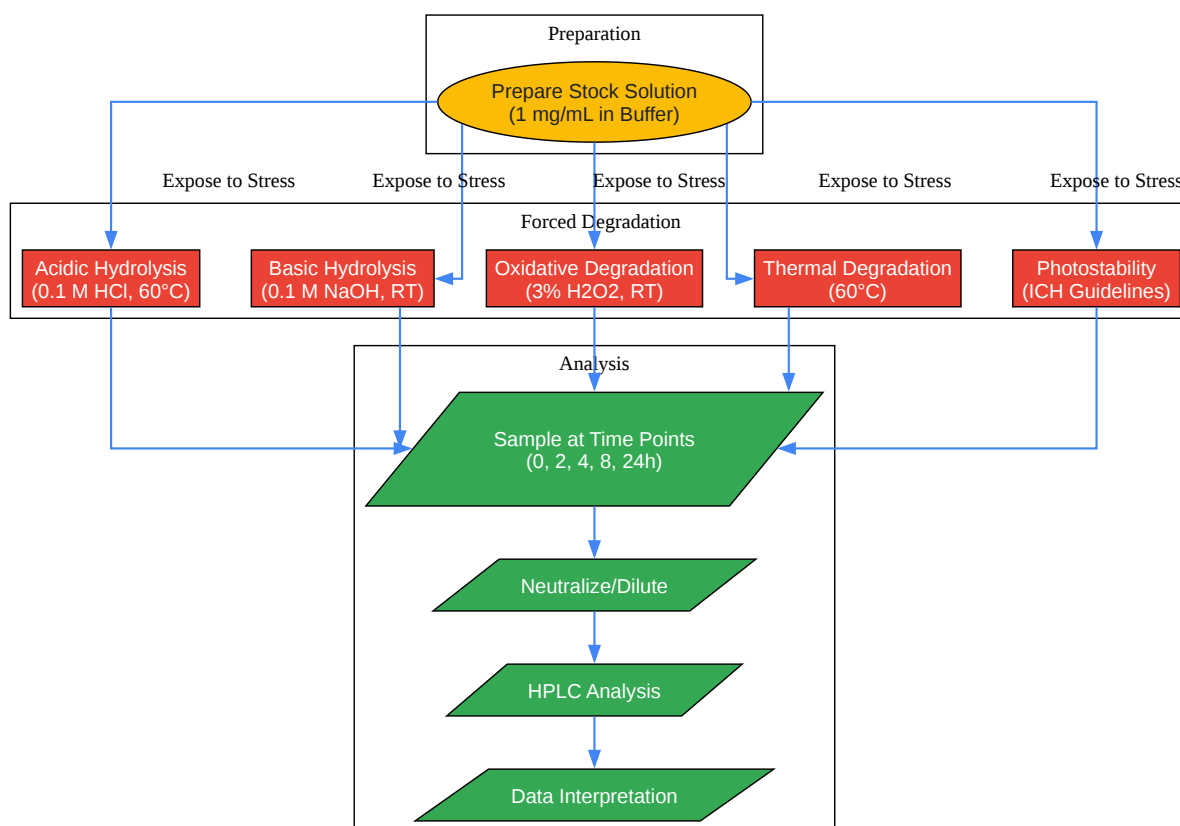 Preparation
Prepare Stock Solution
(1 mg/mL in Buffer)
Expose to Stress
Expose to Stress
Expose to Stress
Expose to Stress
Expose to Stress
Forced Degradation
Acidic Hydrolysis
(0.1 M HCl, 60°C)
Basic Hydrolysis
(0.1 M NaOH, RT)
Oxidative Degradation
(3% H2O2, RT)
Thermal Degradation
(60°C)
Photostability
(ICH Guidelines)
Analysis
Sample at Time Points
(0, 2, 4, 8, 24h)
Neutralize/Dilute
HPLC Analysis
Data Interpretation